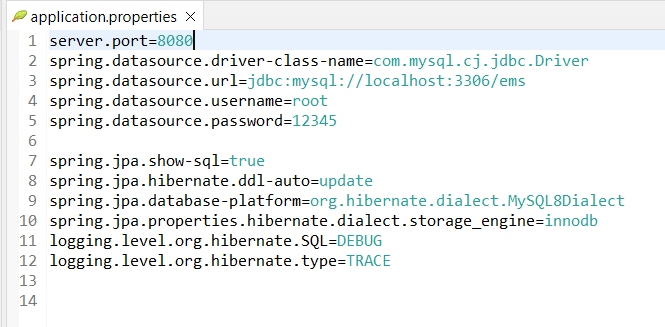 application.properties
1 server.port=8080
2 spring.datasource.driver-class-name=com.mysql.cj.jdbc.Driver
3 spring.datasource.url=jdbc:mysql://localhost:3306/ems
4 spring.datasource.username=root
5 spring.datasource.password=12345
6
7 spring.jpa.show-sql=true
8 spring.jpa.hibernate.ddl-auto=update
9 spring.jpa.database-platform=org.hibernate.dialect.MySQL8Dialect
10 spring.jpa.properties.hibernate.dialect.storage_engine=innodb
11 logging.level.org.hibernate.SQL=DEBUG
12 logging.level.org.hibernate.type=TRACE
13
14